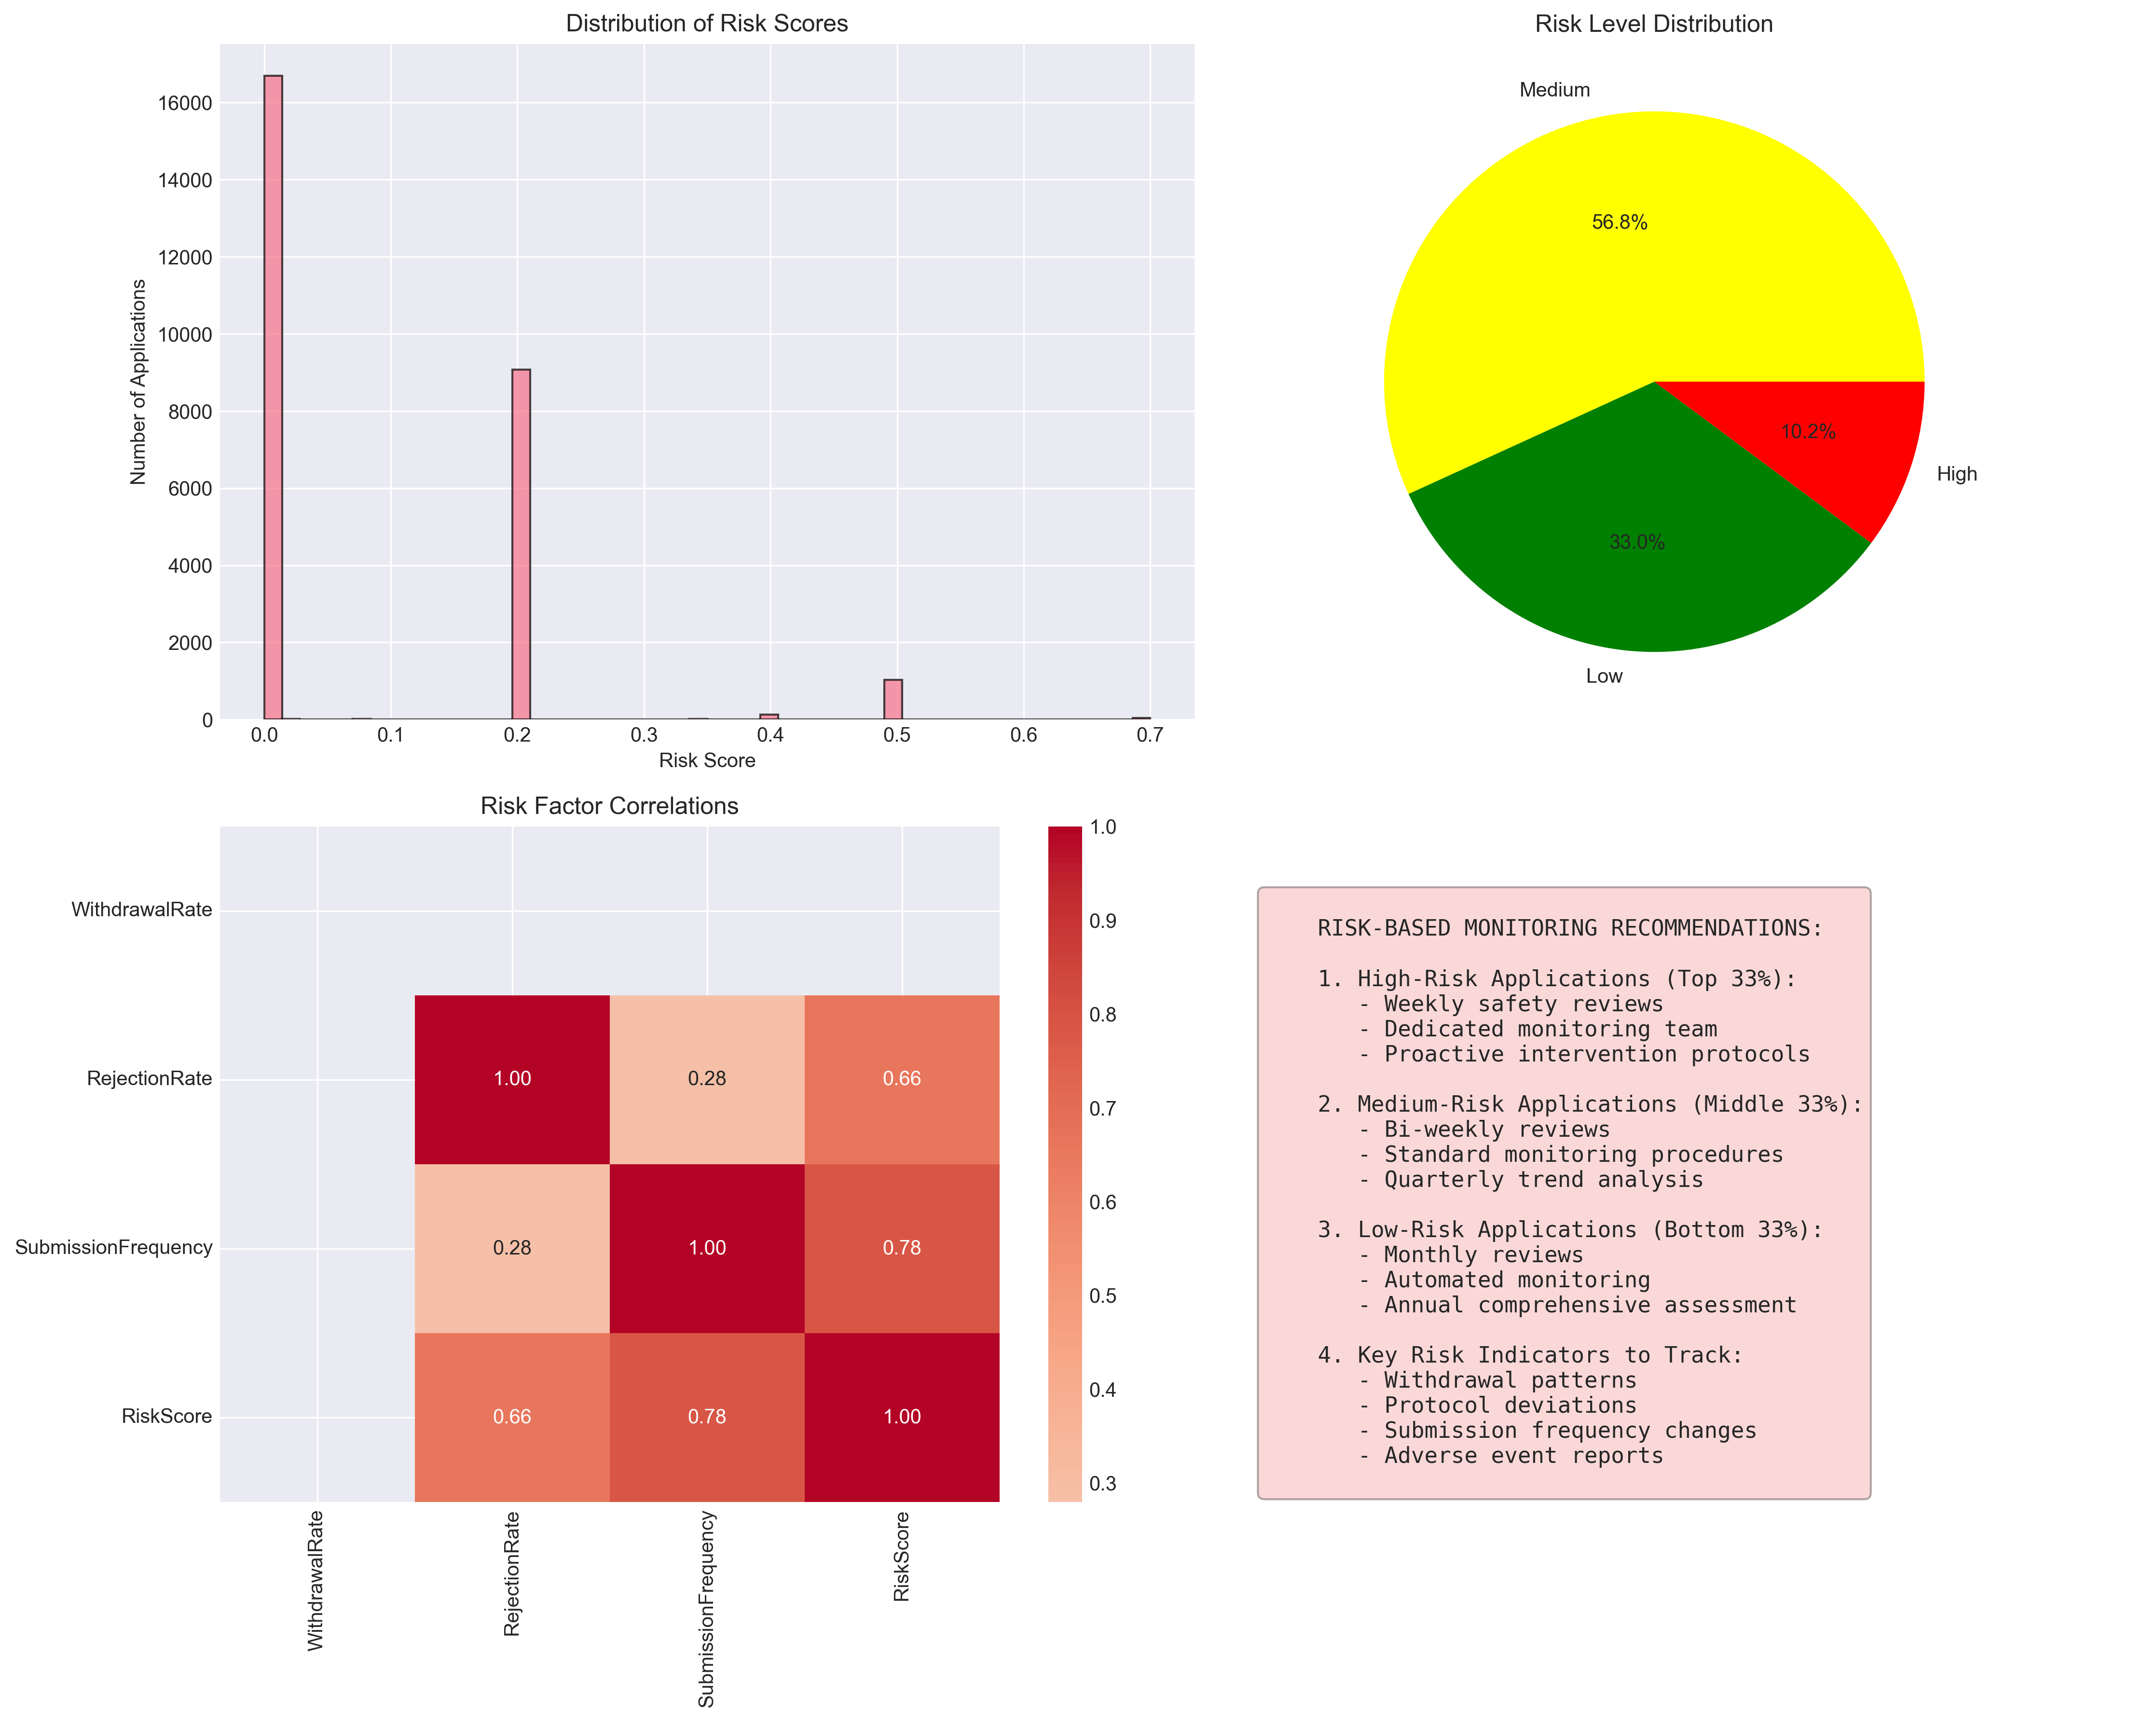 Distribution of Risk Scores
Number of Applications
16000
14000
12000
10000
8000
6000
4000
2000
0
0.0 0.1 0.2 0.3 0.4 0.5 0.6 0.7
Risk Score
Risk Level Distribution
Medium
56.8%
10.2%
High
33.0%
Low
Risk Factor Correlations
WithdrawalRate
RejectionRate
SubmissionFrequency
RiskScore
1.00 0.28 0.66
0.28 1.00 0.78
0.66 0.78 1.00
WithdrawalRate
RejectionRate
SubmissionFrequency
RiskScore
1.0
0.9
0.8
0.7
0.6
0.5
0.4
0.3
RISK-BASED MONITORING RECOMMENDATIONS:
1. High-Risk Applications (Top 33%):
- Weekly safety reviews
- Dedicated monitoring team
- Proactive intervention protocols
2. Medium-Risk Applications (Middle 33%):
- Bi-weekly reviews
- Standard monitoring procedures
- Quarterly trend analysis
3. Low-Risk Applications (Bottom 33%):
- Monthly reviews
- Automated monitoring
- Annual comprehensive assessment
4. Key Risk Indicators to Track:
- Withdrawal patterns
- Protocol deviations
- Submission frequency changes
- Adverse event reports